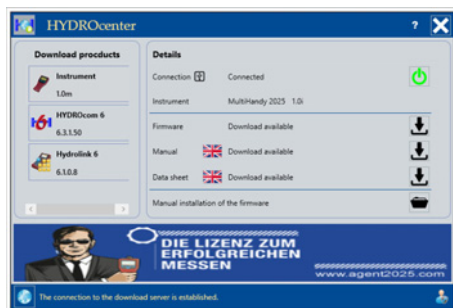 HYDROcenter ?
Download procducts
Instrument
1.0m
HYDROcom 6
6.3.1.50
Hydrolink 6
6.1.0.8
Details
Connection Connected
Instrument MultiHandy 2025 1.0i
Firmware Download available
Manual Download available
Data sheet Download available
Manual installation of the firmware
DIE LIZENZ ZUM
ERFOLGREICHEN
MESSEN
www.agent2025.com
The connection to the download server is established.